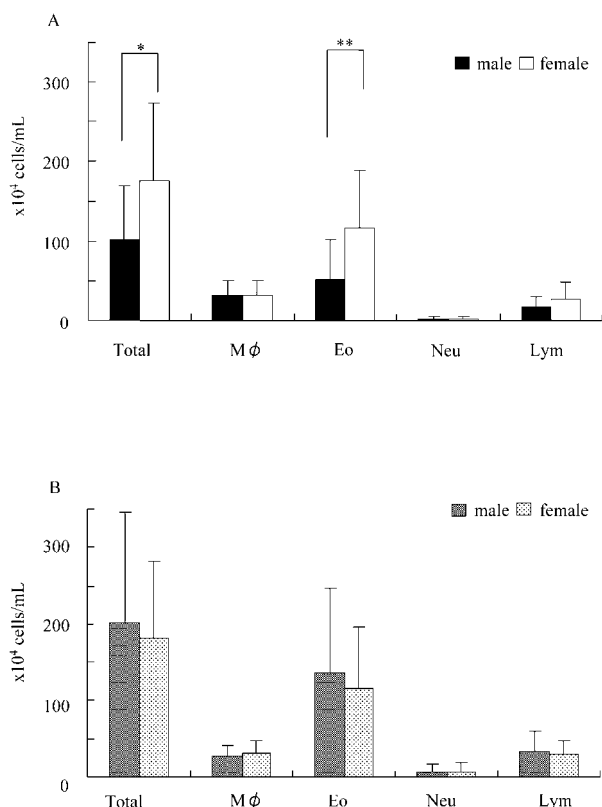 A
* **
male female
300
200
100
0
x10⁴ cells/mL
Total Mϕ Eo Neu Lym
B
male female
300
200
100
0
x10⁴ cells/mL
Total Mϕ Eo Neu Lym